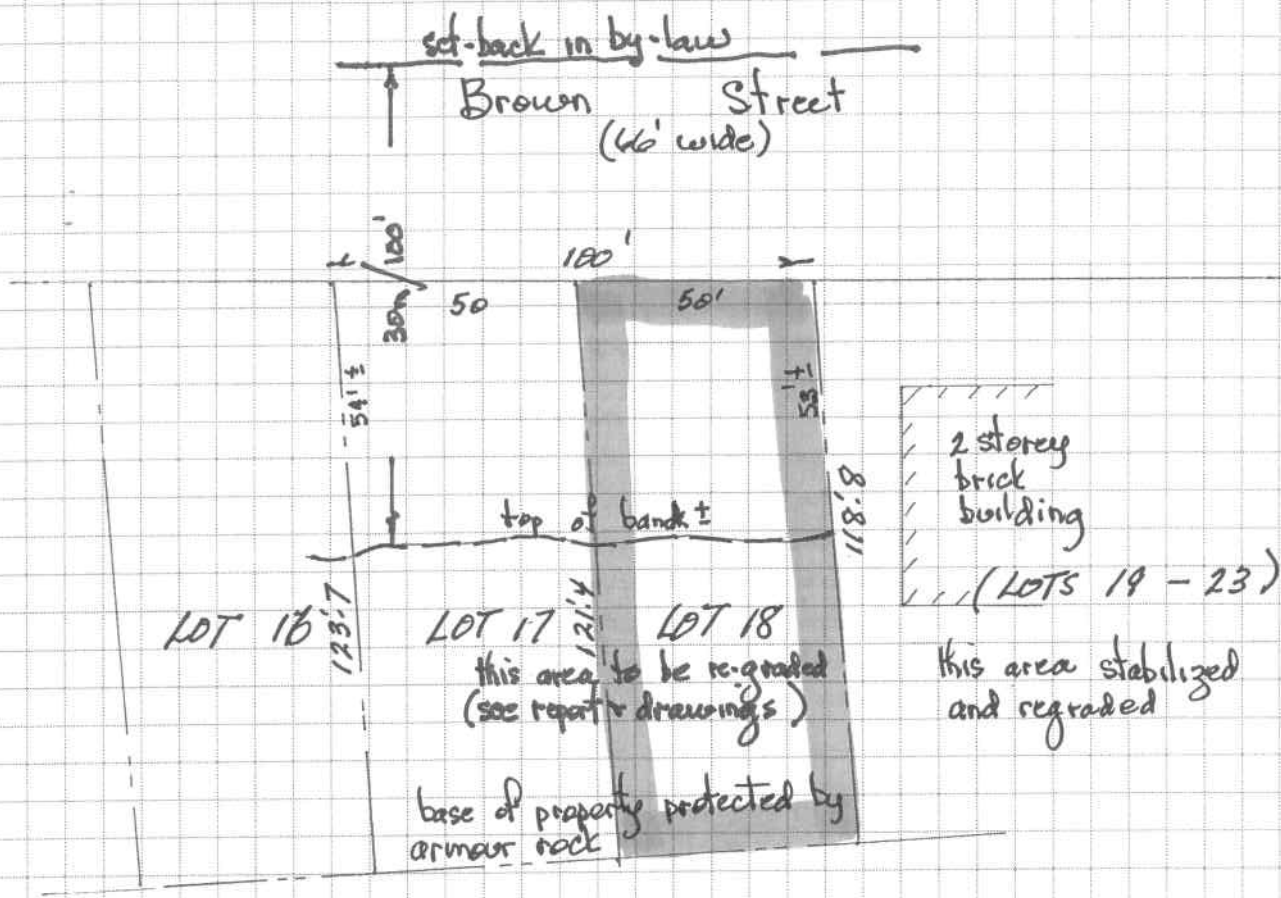 set-back in by-law
Brown Street
(66' wide)
100'
30m
100'
50
50'
54' ±
53' ±
2 storey
brick
building
top of bank ±
118'.8
(LOTS 19 - 23)
LOT 16
123'.7
LOT 17
121'.4
LOT 18
this area to be re-graded
(see report & drawings)
this area stabilized
and regraded
base of property protected by
armour rock